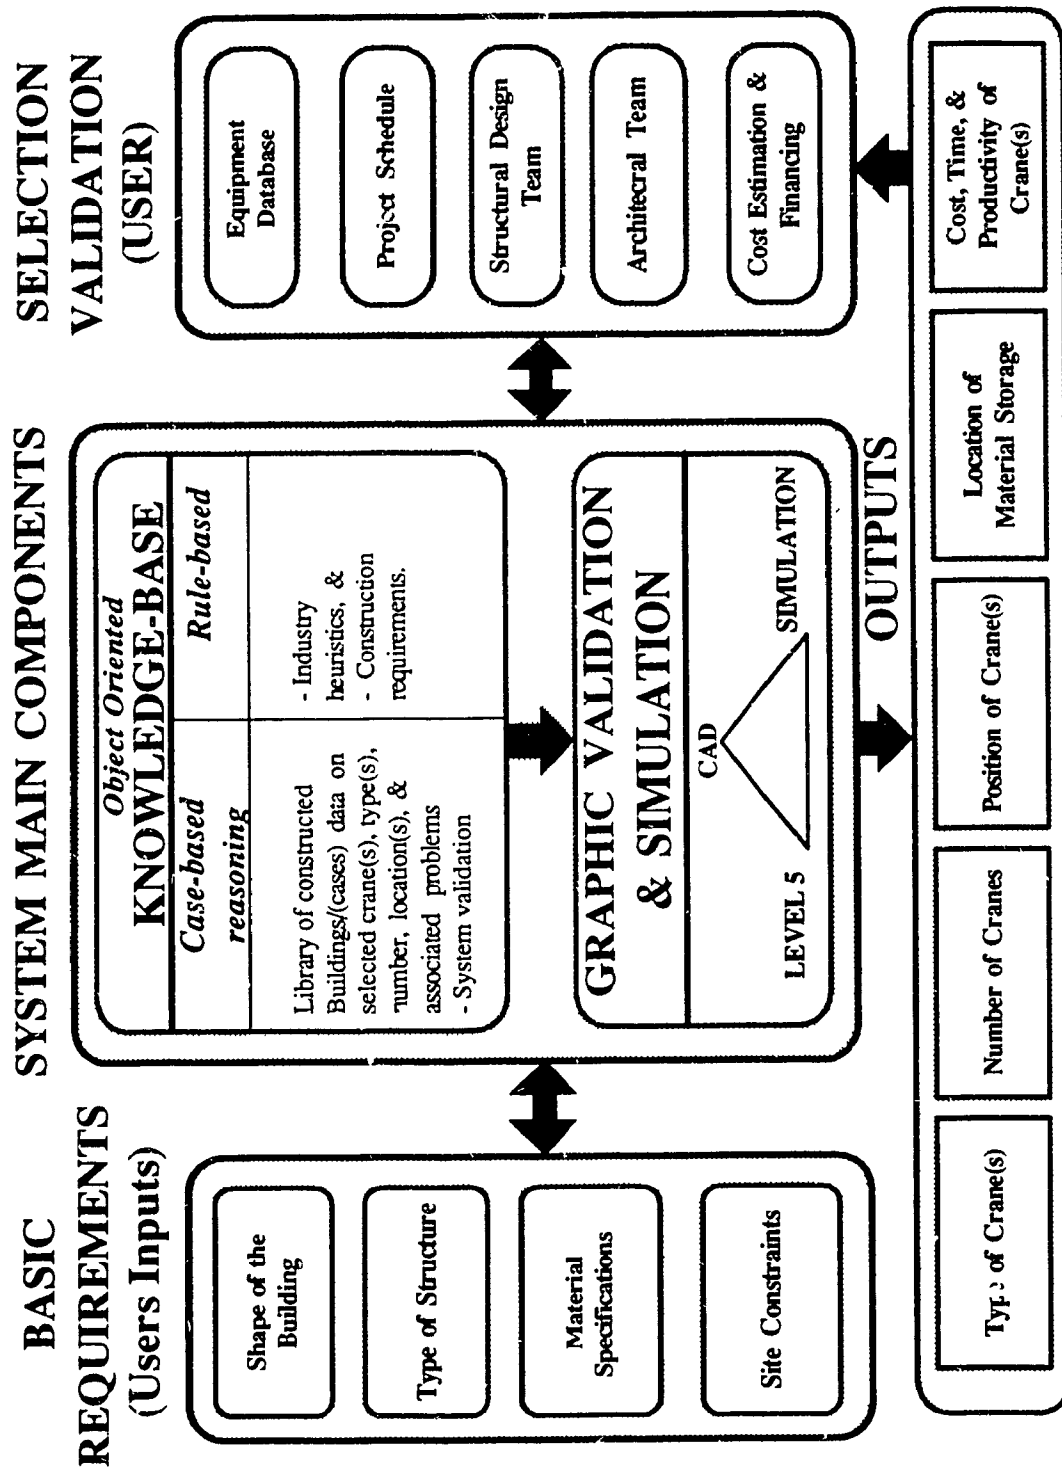 BASIC
REQUIREMENTS
(Users Inputs)
Shape of the
Building
Type of Structure
Material
Specifications
Site Constraints
SYSTEM MAIN COMPONENTS
Object Oriented
KNOWLEDGE-BASE
Case-based
reasoning
Library of constructed
Buildings/(cases) data on
selected crane(s), type(s),
number, location(s), &
associated problems
- System validation
Rule-based
- Industry
heuristics, &
- Construction
requirements.
GRAPHIC VALIDATION
& SIMULATION
CAD
LEVEL 5
SIMULATION
SELECTION
VALIDATION
(USER)
Equipment
Database
Project Schedule
Structural Design
Team
Architecral Team
Cost Estimation &
Financing
OUTPUTS
Type of Crane(s)
Number of Cranes
Position of Crane(s)
Location of
Material Storage
Cost, Time, &
Productivity of
Crane(s)